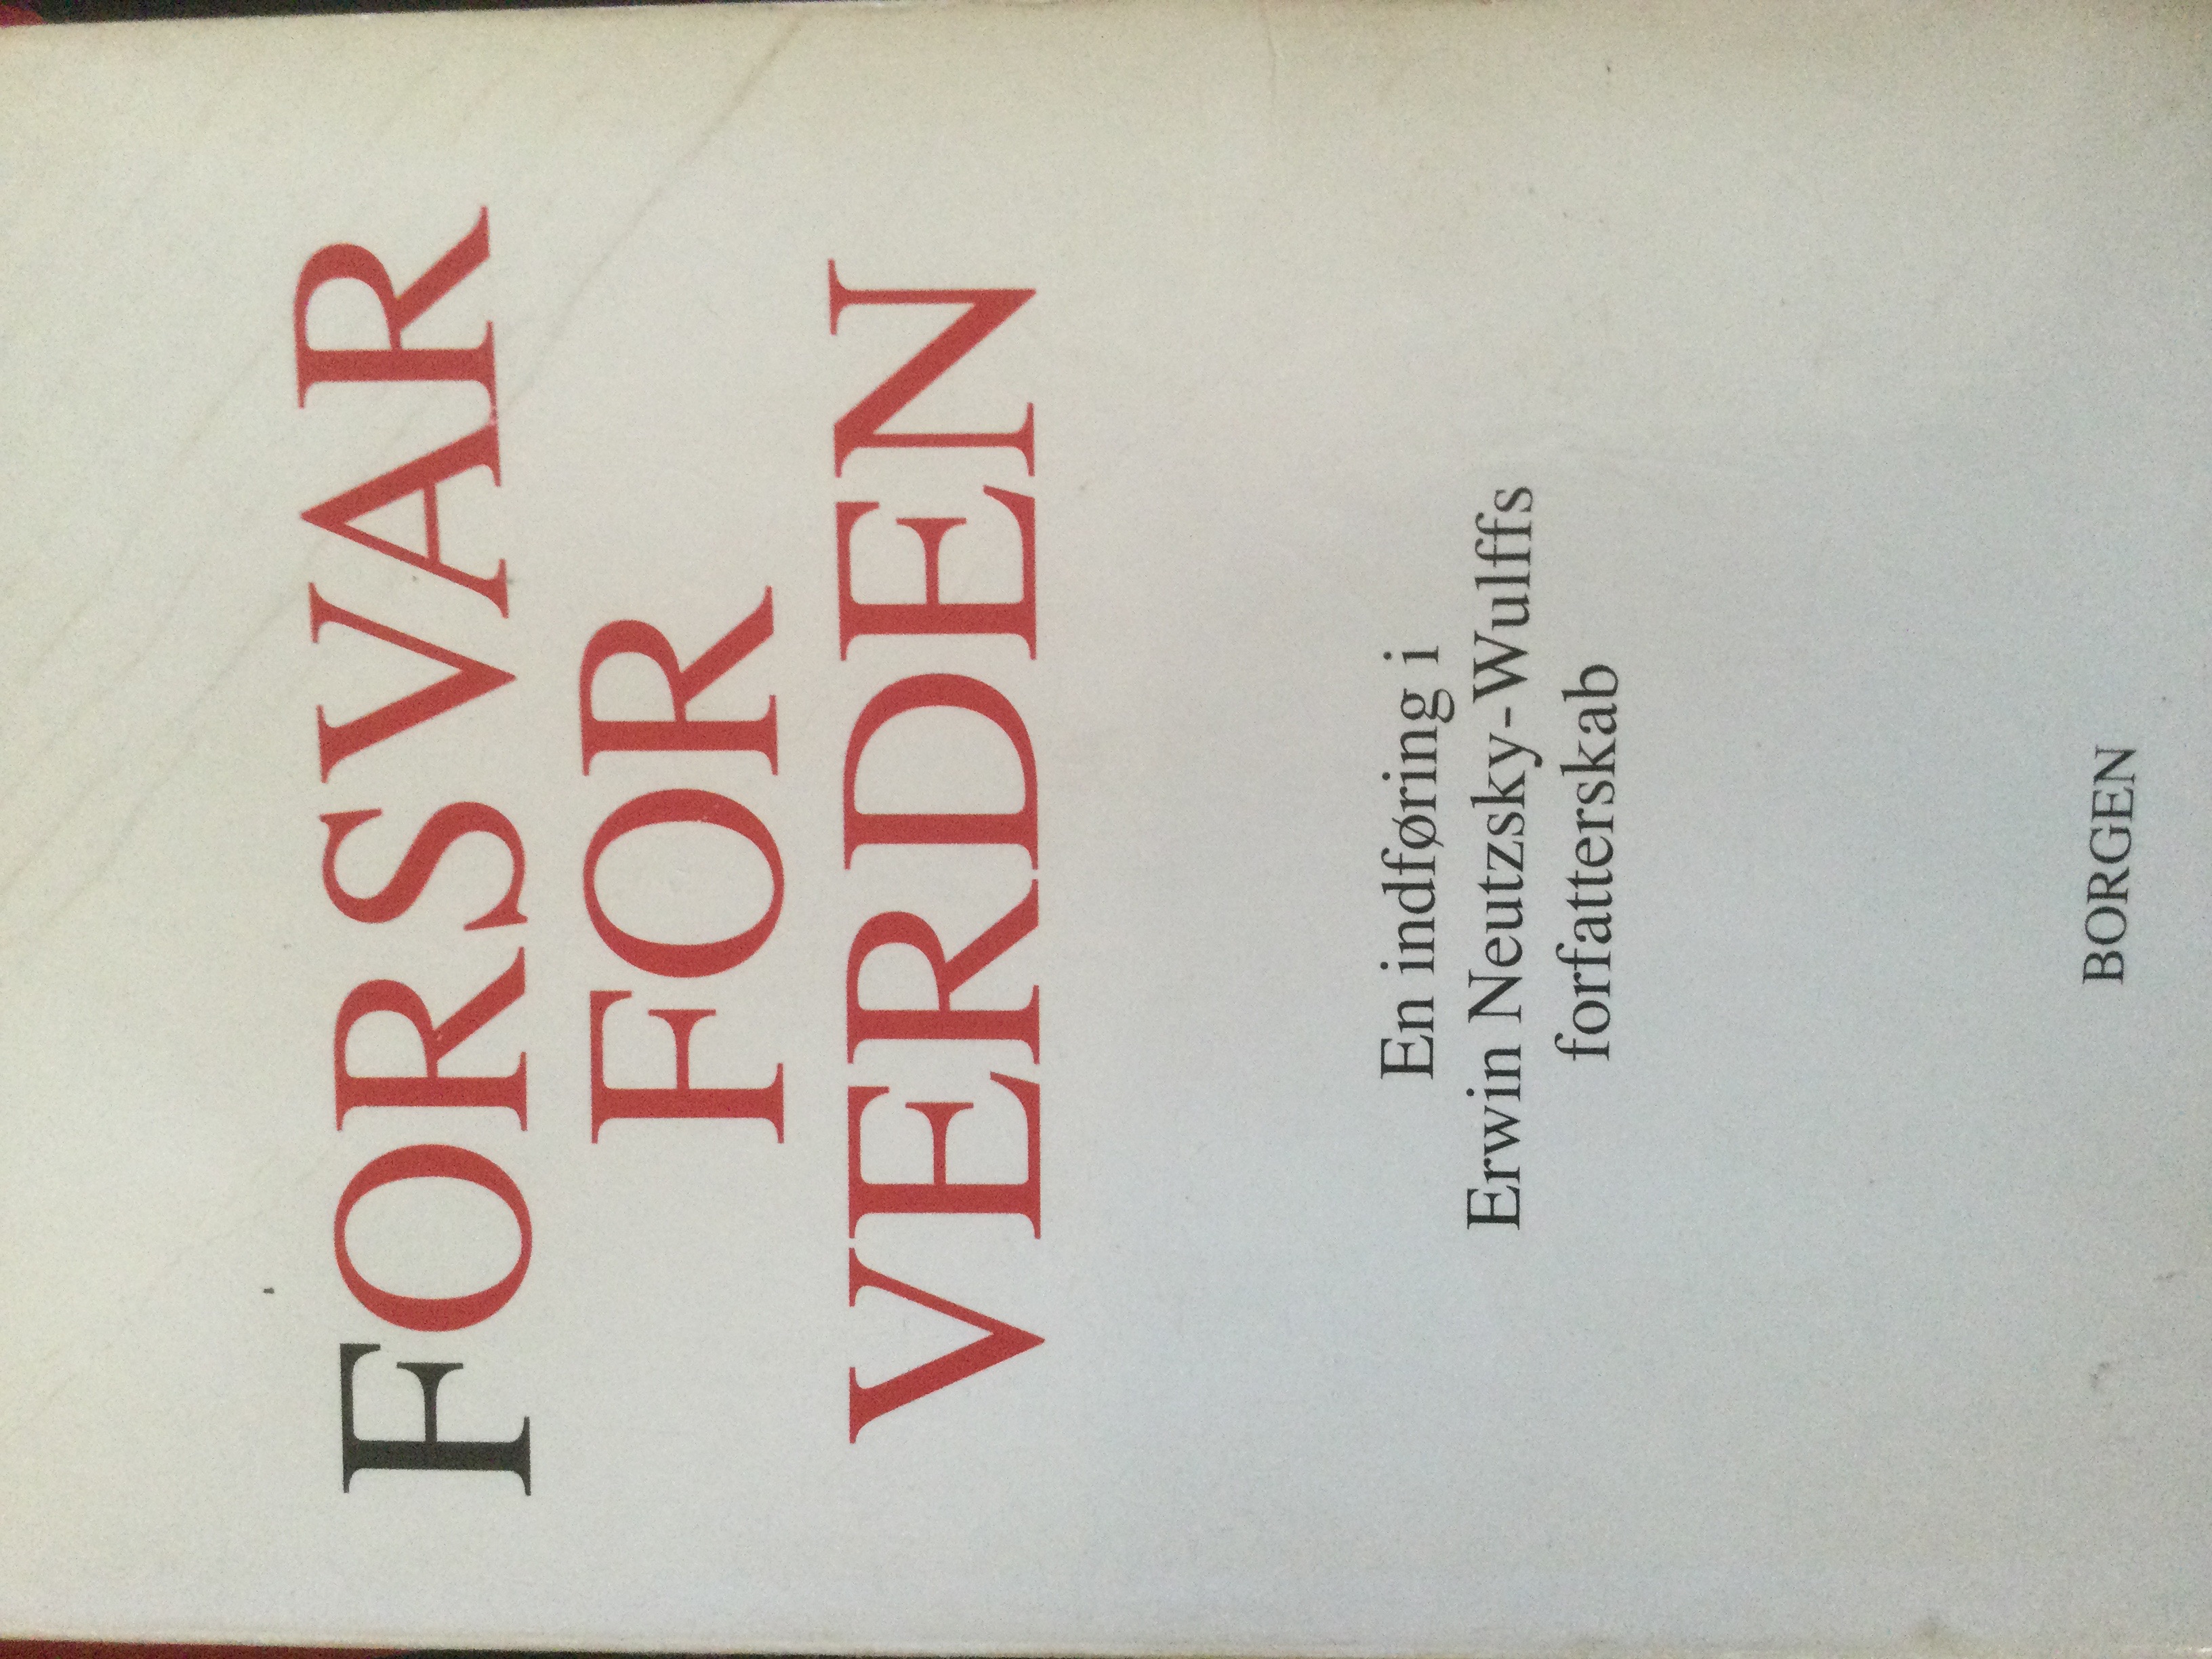 FORSVAR
FOR
VERDEN
En indføring i
Erwin Neutzsky-Wulffs
forfatterskab
BORGEN